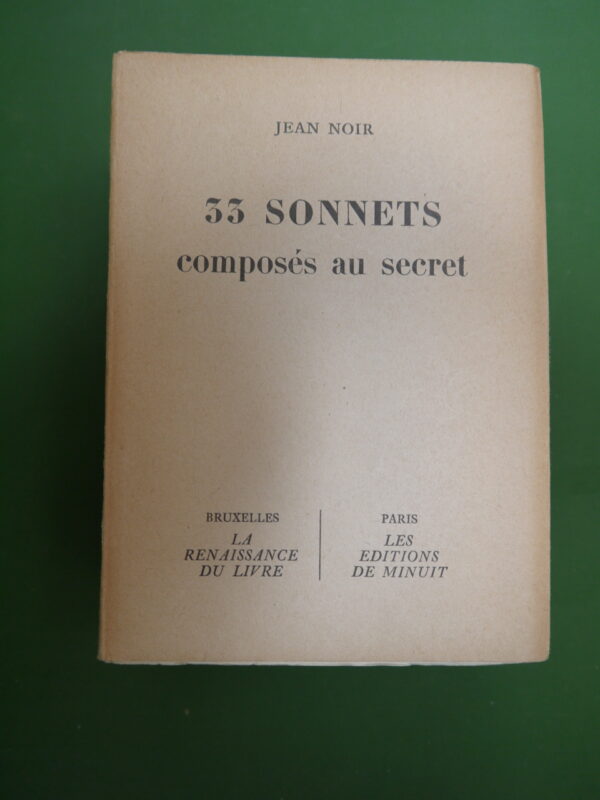 JEAN NOIR
33 SONNETS
composés au secret
BRUXELLES
LA
RENAISSANCE
DU LIVRE
PARIS
LES
EDITIONS
DE MINUIT